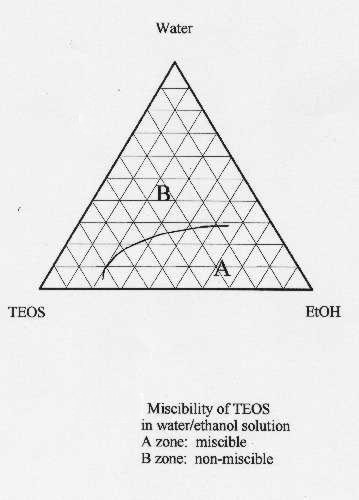 Water
B
A
TEOS
EtOH
Miscibility of TEOS
in water/ethanol solution
A zone: miscible
B zone: non-miscible